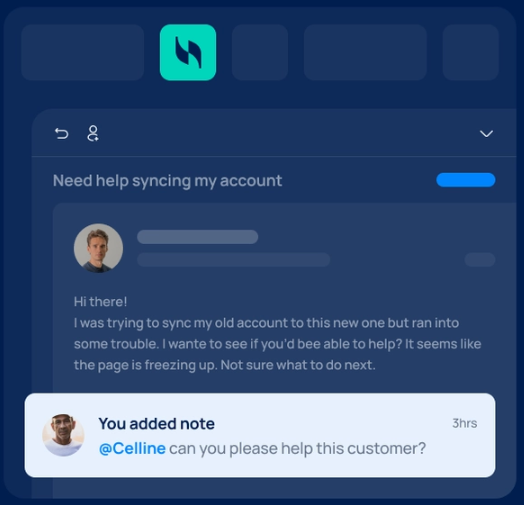 Need help syncing my account
Hi there!
I was trying to sync my old account to this new one but ran into
some trouble. I wante to see if you'd bee able to help? It seems like
the page is freezing up. Not sure what to do next.
You added note
3hrs
@Celline can you please help this customer?